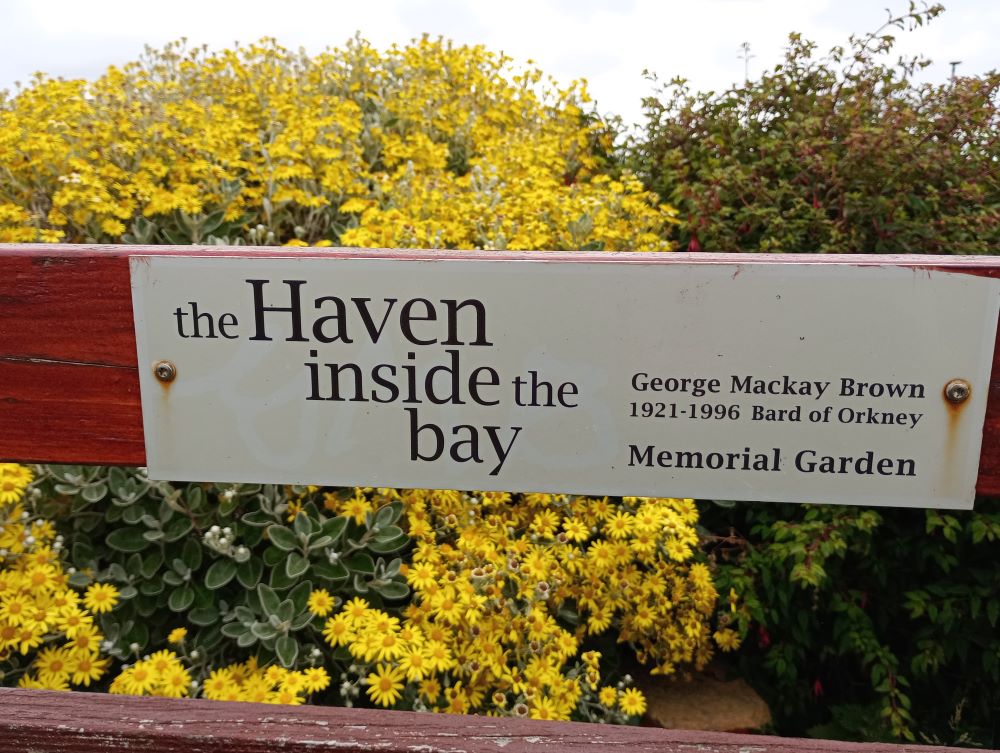 the Haven
inside the
bay
George Mackay Brown
1921-1996 Bard of Orkney
Memorial Garden